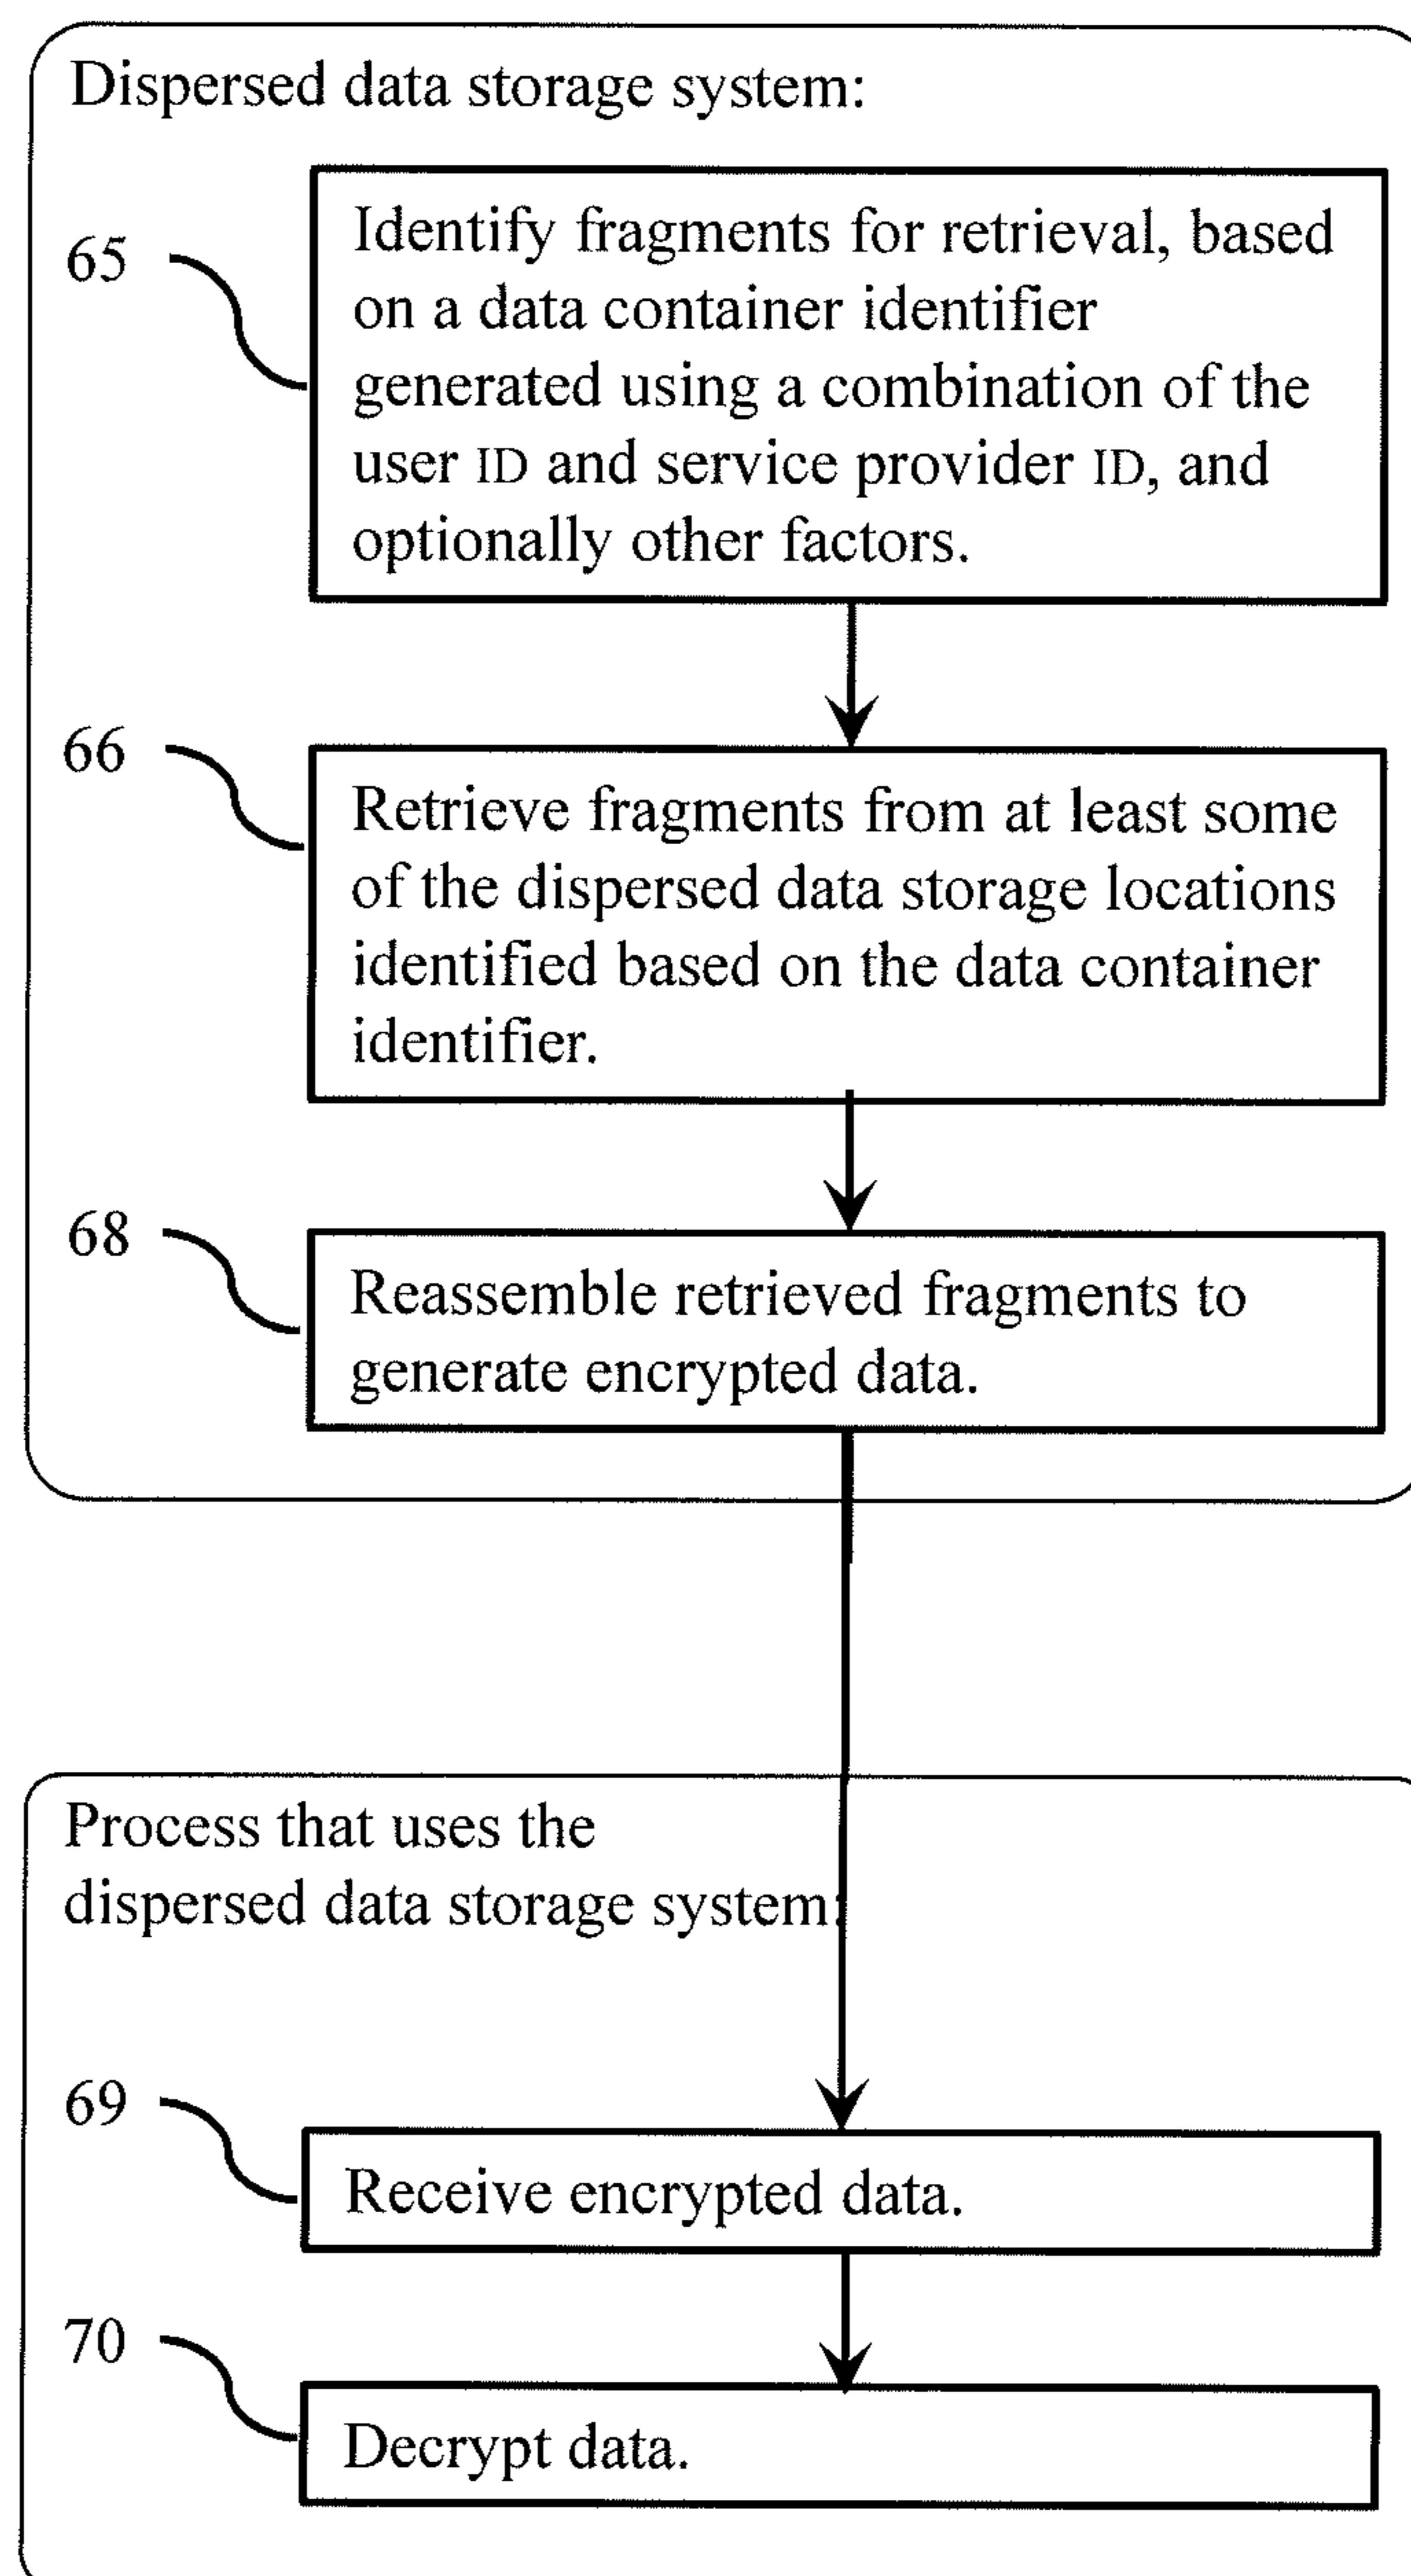 Dispersed data storage system:
65
Identify fragments for retrieval, based
on a data container identifier
generated using a combination of the
user ID and service provider ID, and
optionally other factors.
66
Retrieve fragments from at least some
of the dispersed data storage locations
identified based on the data container
identifier.
68
Reassemble retrieved fragments to
generate encrypted data.
Process that uses the
dispersed data storage system:
69
Receive encrypted data.
70
Decrypt data.